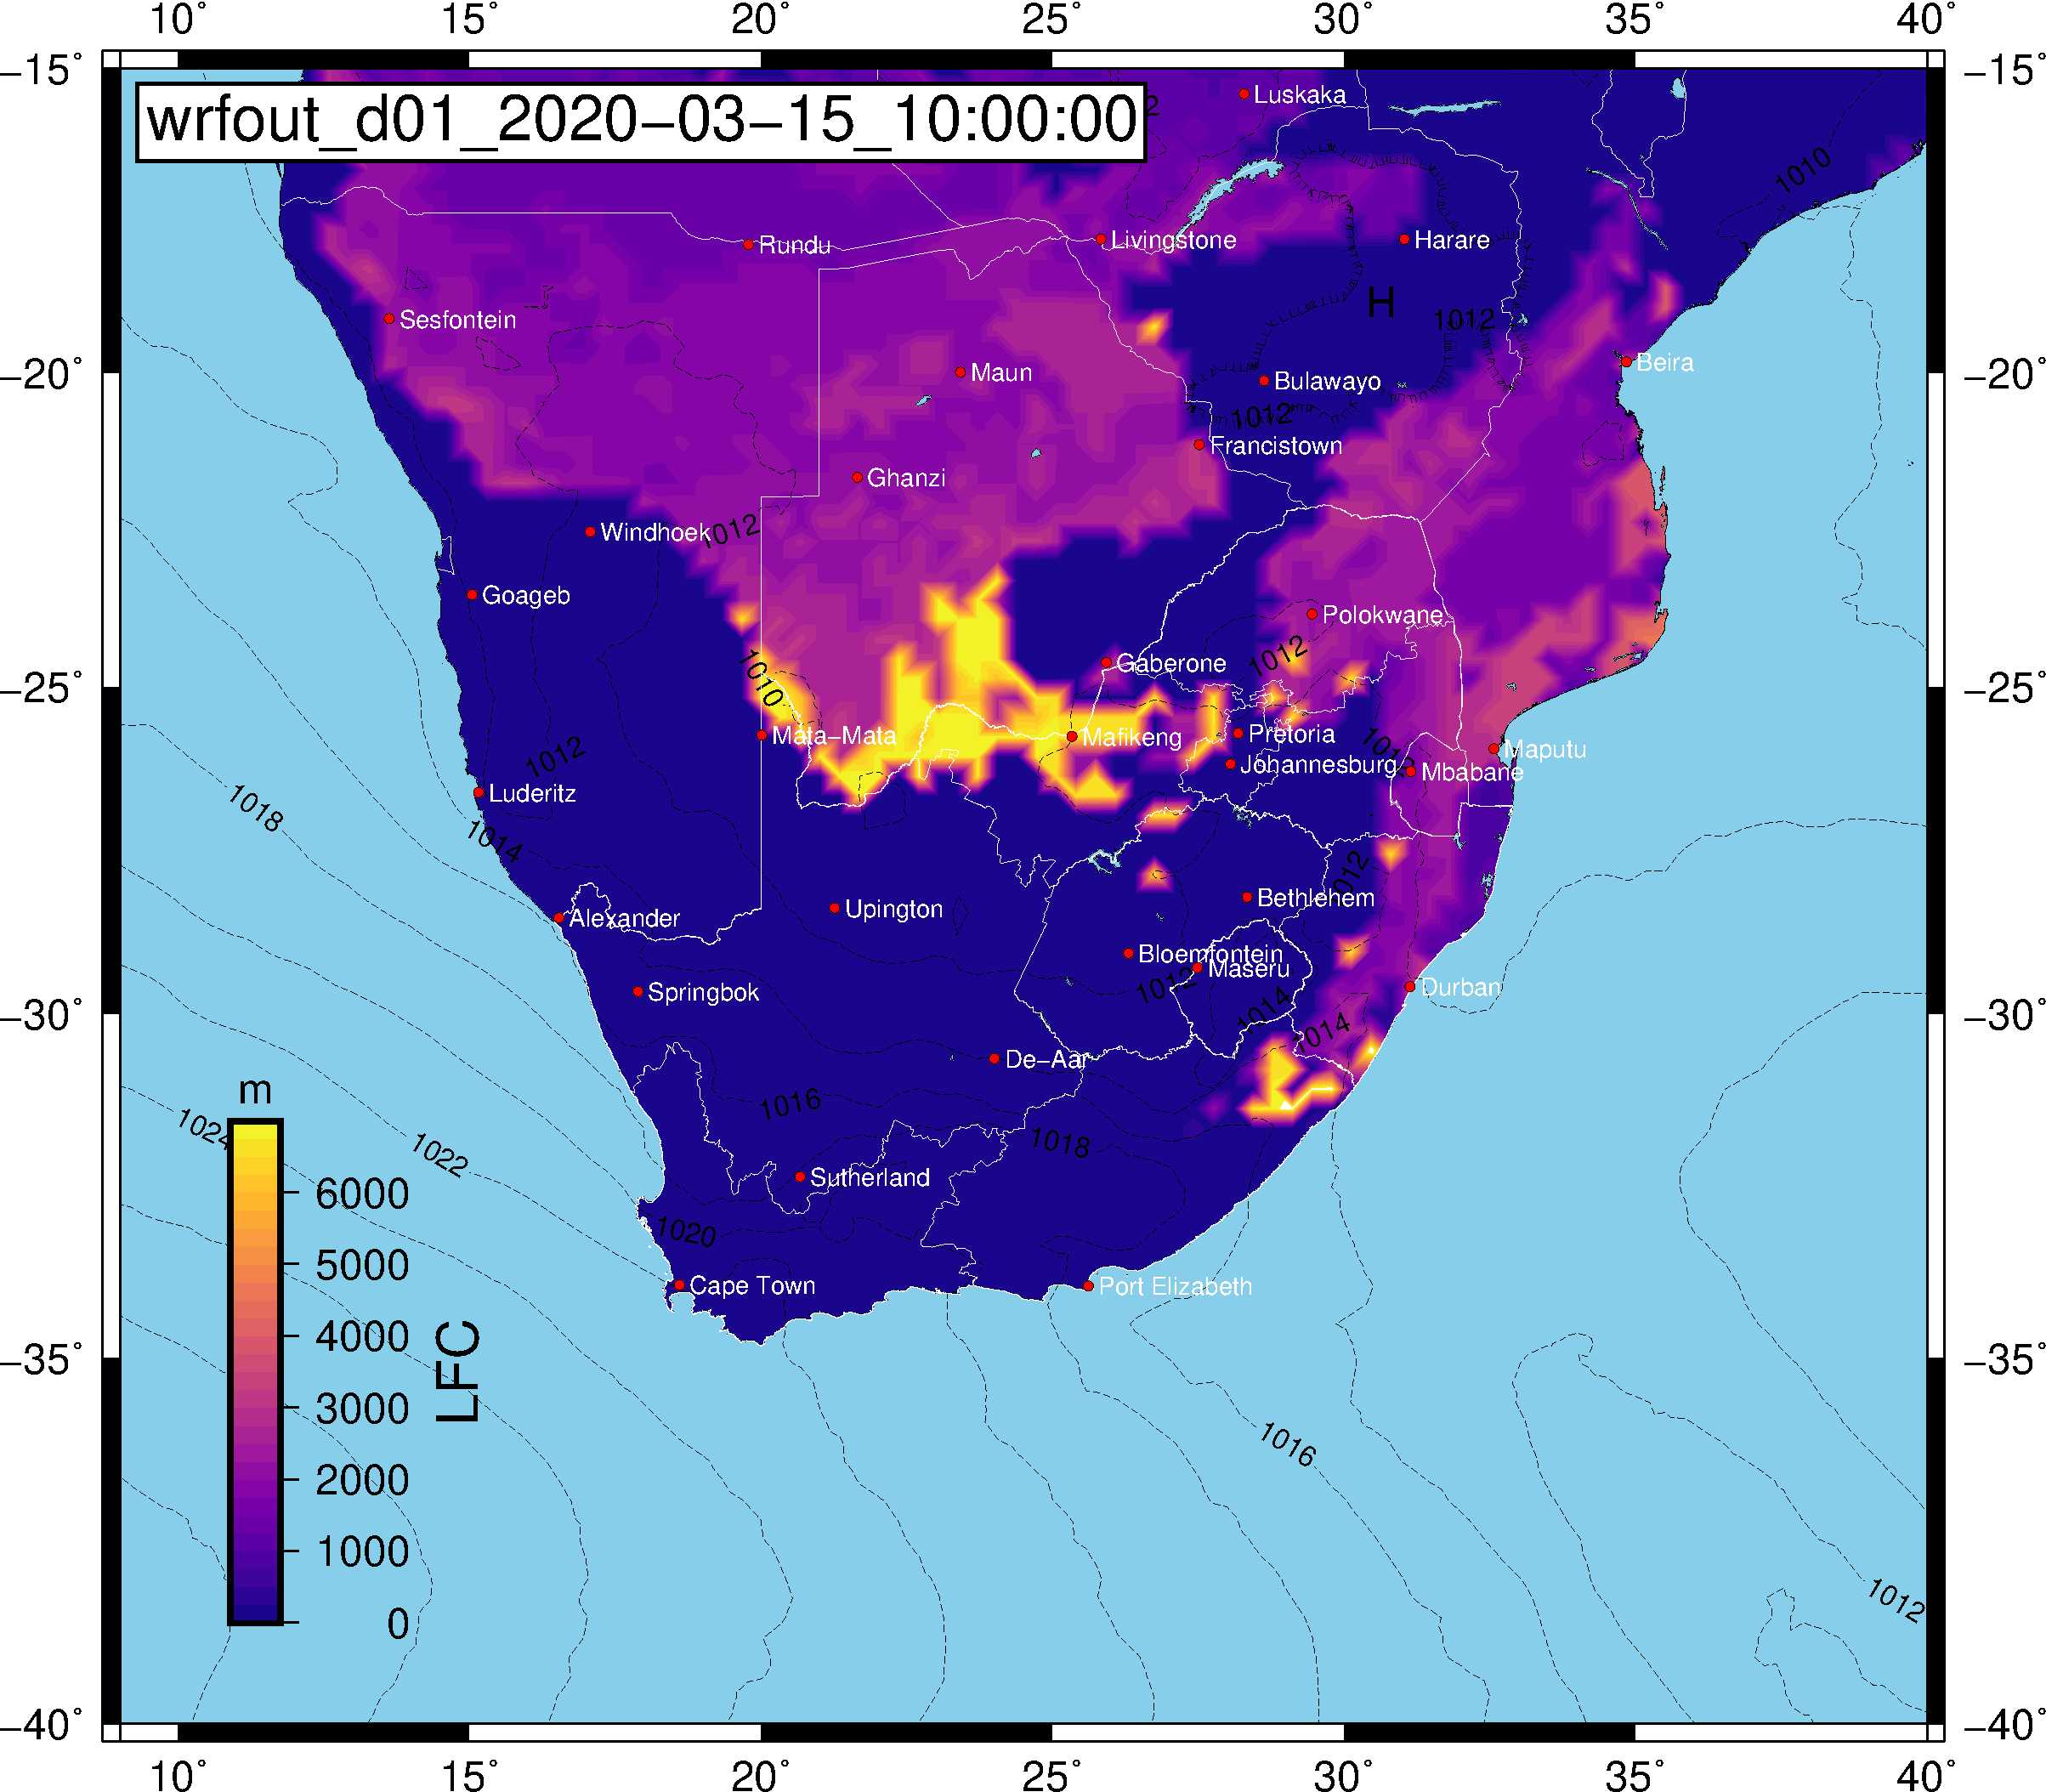 10° 15° 20° 25° 30° 35° 40°
−15° −15°
wrfout_d01_2020−03−15_10:00:00
Luskaka
1010
Rundu
Livingstone
Harare
H
Sesfontein
1012
Beira
Maun
Bulawayo
−20° −20°
1012
Francistown
Ghanzi
Windhoek
1012
Goageb
Polokwane
1012
Gaberone
1010
−25° −25°
Mata−Mata
Mafikeng
Pretoria
Maputu
1012
Johannesburg
Mbabane
1012
Luderitz
1018
1014
1012
Bethlehem
Upington
Alexander
Bloemfontein
Maseru
1012
Durban
Springbok
1014
1014
−30° −30°
De−Aar
m
1016
1024
1022
1018
Sutherland
6000
1020
5000
Cape Town
Port Elizabeth
4000
−35° −35°
LFC
3000
1016
2000
1000
1012
0
−40° −40°
10° 15° 20° 25° 30° 35° 40°